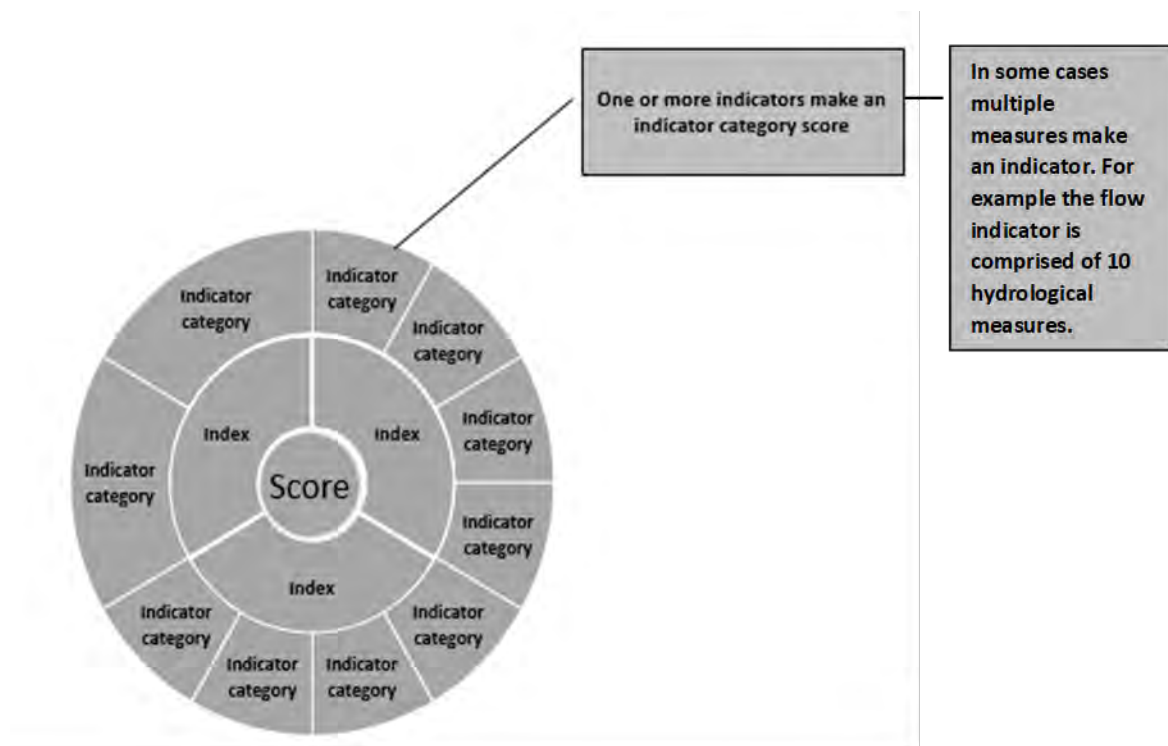 One or more indicators make an
indicator category score
In some cases
multiple
measures make
an indicator. For
example the flow
indicator is
comprised of 10
hydrological
measures.
Indicator
category
Indicator
category
Indicator
category
Indicator
category
Indicator
category
Indicator
category
Indicator
category
Indicator
category
Indicator
category
Indicator
category
Index
Index
Score
Index